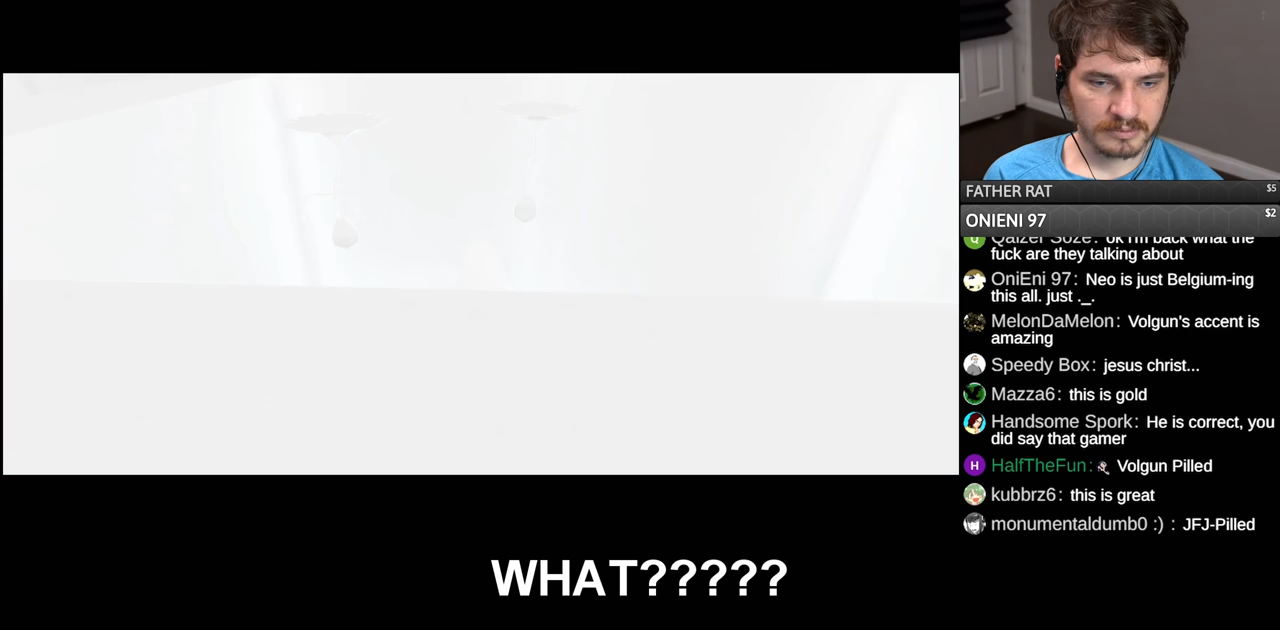 FATHER RAT $5
ONIENI 97 $2
Qaizer Soze: ok I'm back what the
fuck are they talking about
OniEni 97: Neo is just Belgium-ing
this all. just ._.
MelonDaMelon: Volgun's accent is
amazing
Speedy Box: jesus christ...
Mazza6: this is gold
Handsome Spork: He is correct, you
did say that gamer
H HalfTheFun: Volgun Pilled
kubbrz6: this is great
monumentaldumb0 :) : JFJ-Pilled
WHAT?????